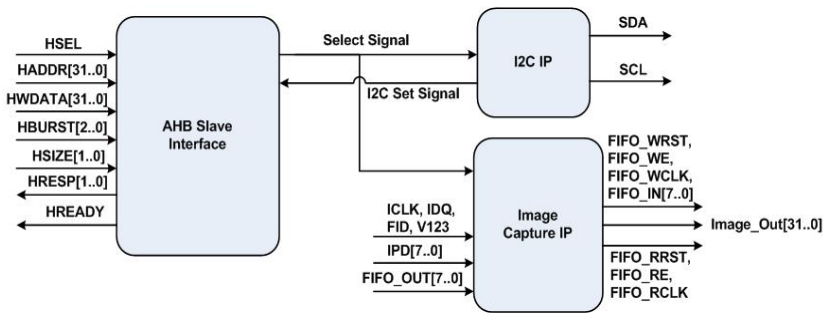 HSEL
HADDR[31..0]
HWDATA[31..0]
HBURST[2..0]
HSIZE[1..0]
HRESP[1..0]
HREADY
AHB Slave
Interface
Select Signal
I2C Set Signal
I2C IP
SDA
SCL
ICLK, IDQ,
FID, V123
IPD[7..0]
FIFO_OUT[7..0]
Image
Capture IP
FIFO_WRST,
FIFO_WE,
FIFO_WCLK,
FIFO_IN[7..0]
Image_Out[31..0]
FIFO_RRST,
FIFO_RE,
FIFO_RCLK